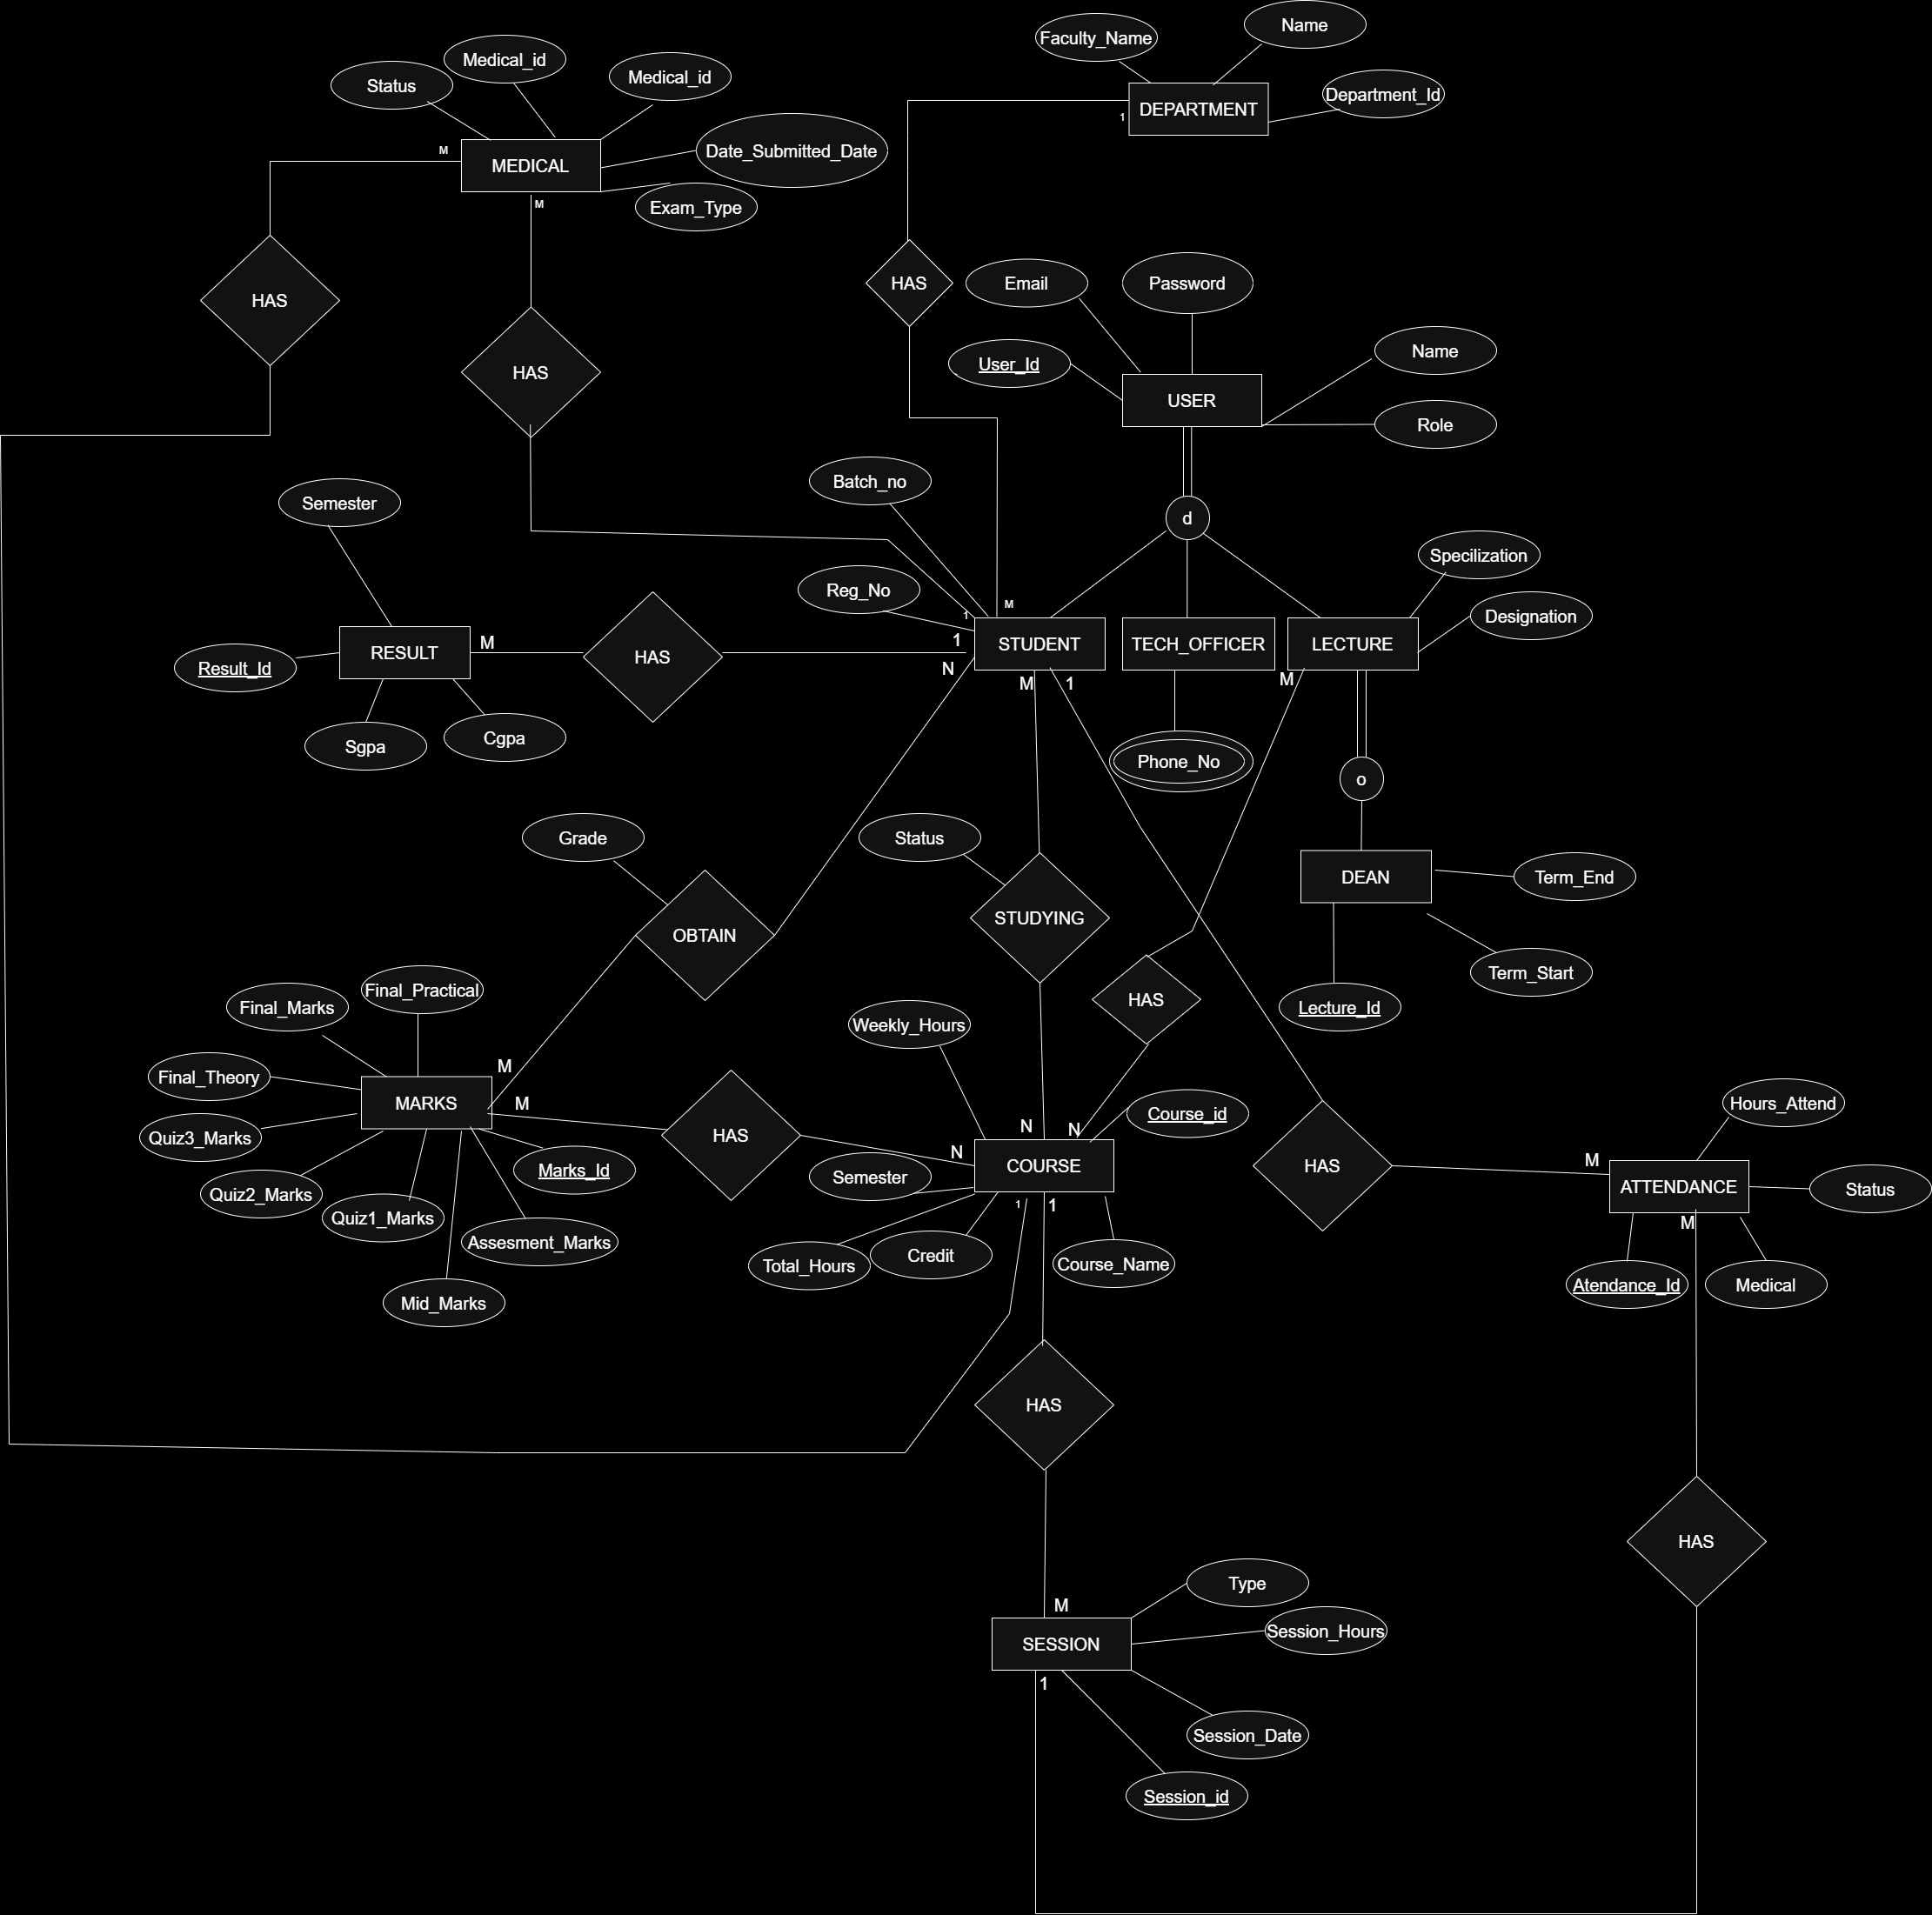 Name
Faculty_Name
Medical_id
Medical_id
Status
Department_Id
DEPARTMENT
1
M
Date_Submitted_Date
MEDICAL
M
Exam_Type
HAS
Email
Password
HAS
Name
User_Id
HAS
USER
Role
Batch_no
Semester
d
Specilization
Reg_No
M
1
Designation
M
1
STUDENT
TECH_OFFICER
LECTURE
RESULT
HAS
Result_Id
N
M
1
M
Sgpa
Cgpa
Phone_No
o
Grade
Status
DEAN
Term_End
STUDYING
OBTAIN
Term_Start
Final_Practical
HAS
Final_Marks
Lecture_Id
Weekly_Hours
M
Final_Theory
MARKS
M
Hours_Attend
Course_id
N
N
Quiz3_Marks
HAS
N
M
COURSE
HAS
Marks_Id
Semester
ATTENDANCE
Status
Quiz2_Marks
1
1
Quiz1_Marks
M
Assesment_Marks
Credit
Total_Hours
Course_Name
Atendance_Id
Medical
Mid_Marks
HAS
HAS
Type
M
Session_Hours
SESSION
1
Session_Date
Session_id